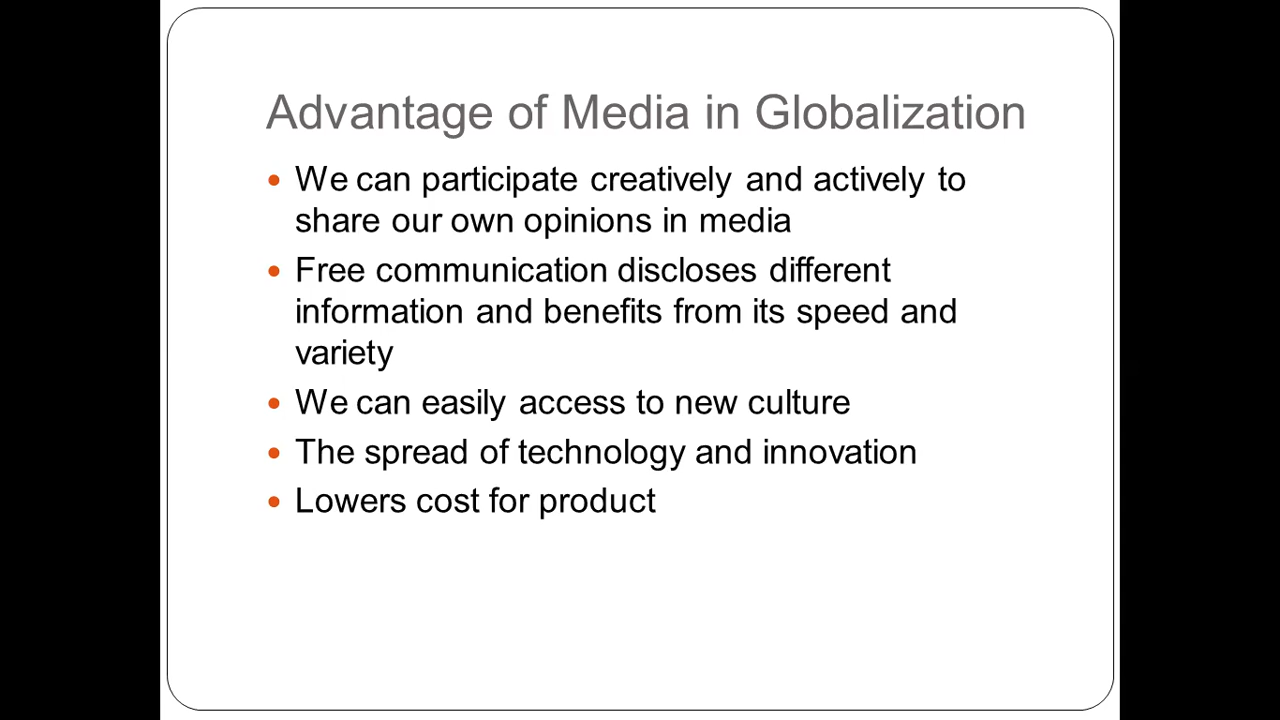 Advantage of Media in Globalization
• We can participate creatively and actively to
share our own opinions in media
• Free communication discloses different
information and benefits from its speed and
variety
• We can easily access to new culture
• The spread of technology and innovation
• Lowers cost for product